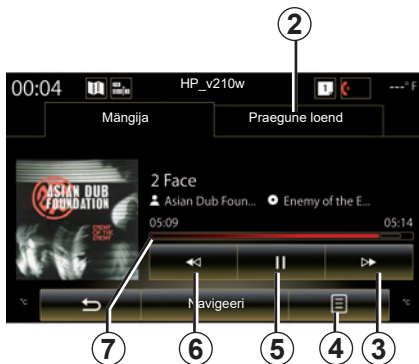 2
00:04 HP_v210w 1 ---°F
Mängija Praegune loend
ASIAN DUB
FOUNDATION
ENEMY
OF THE
ENEMY
2 Face
Asian Dub Foun... Enemy of the E...
05:09 05:14
°C Navigeeri °C
7 6 5 4 3